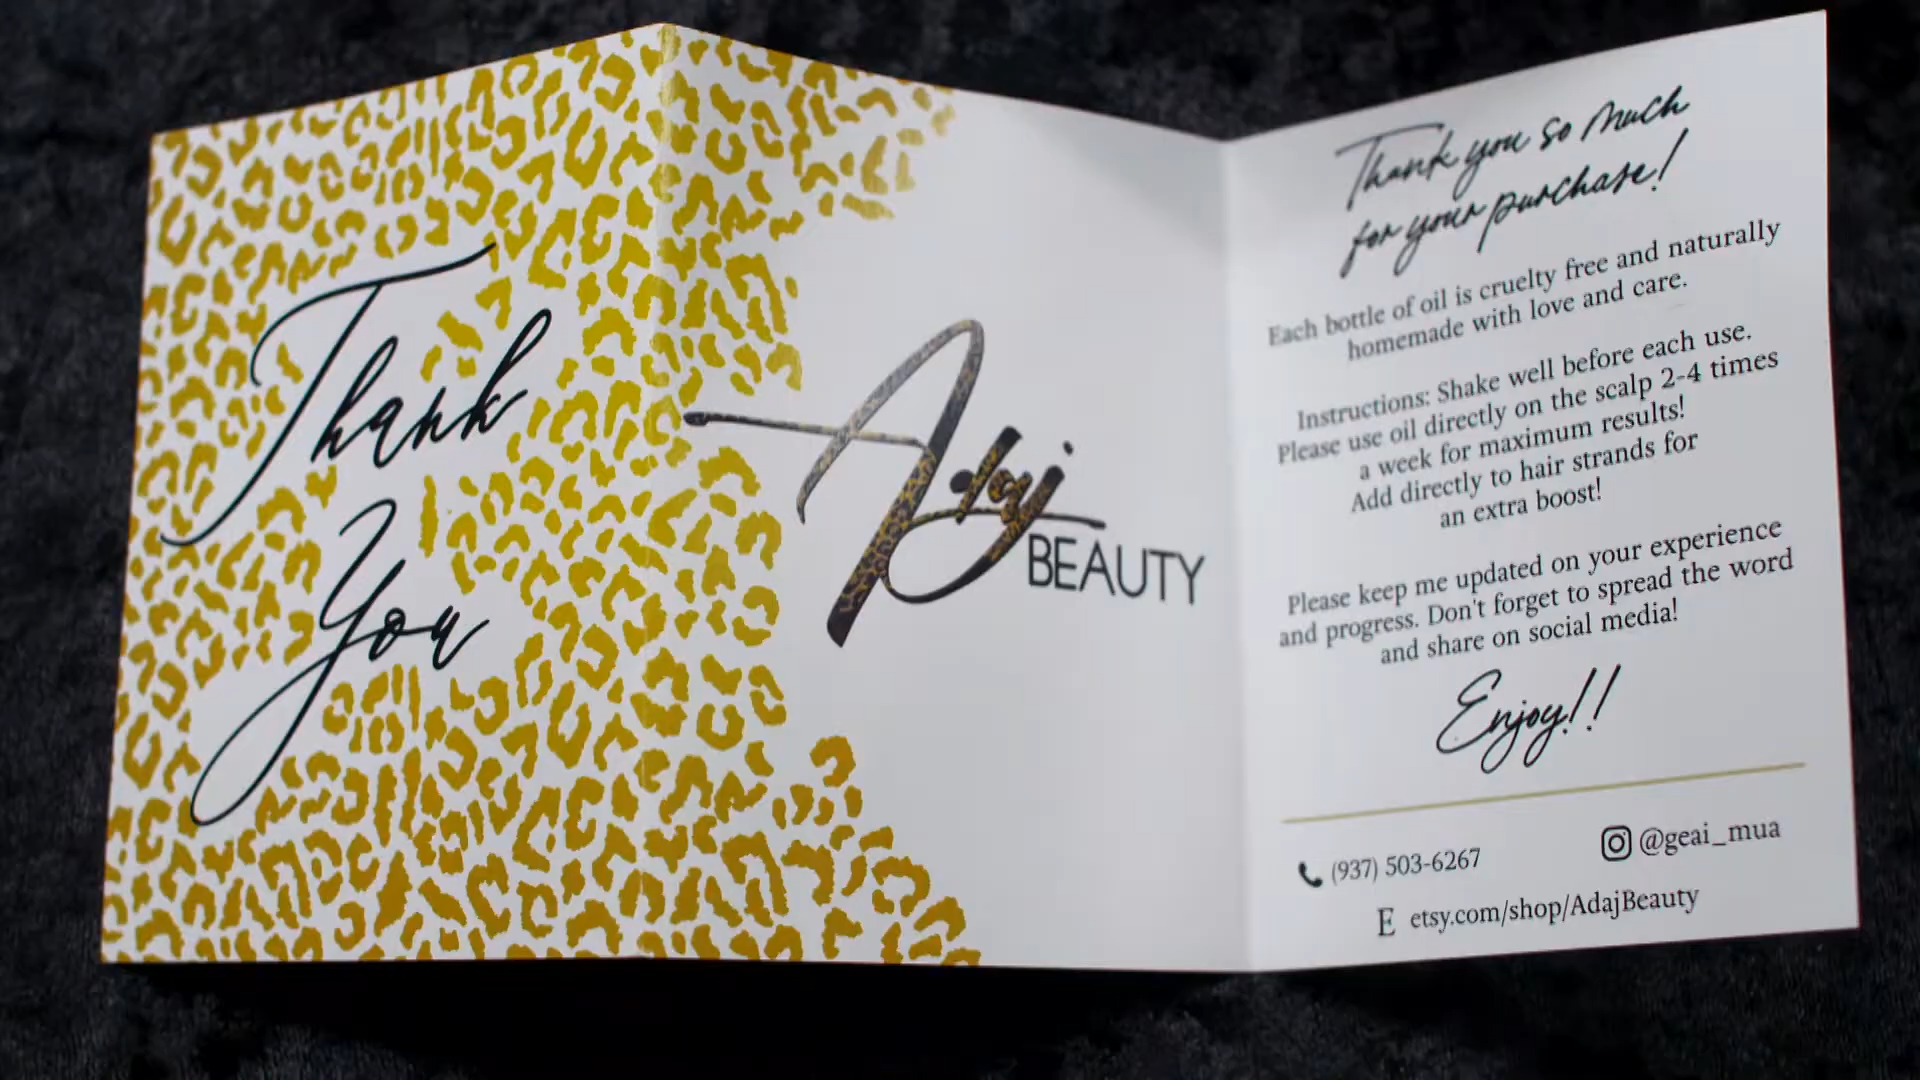 Thank
You
Adaj
BEAUTY
Thank you so much
for your purchase!
Each bottle of oil is cruelty free and naturally
homemade with love and care.
Instructions: Shake well before each use.
Please use oil directly on the scalp 2-4 times
a week for maximum results!
Add directly to hair strands for
an extra boost!
Please keep me updated on your experience
and progress. Don't forget to spread the word
and share on social media!
Enjoy!!
(937) 503-6267
@geai_mua
E etsy.com/shop/AdajBeauty